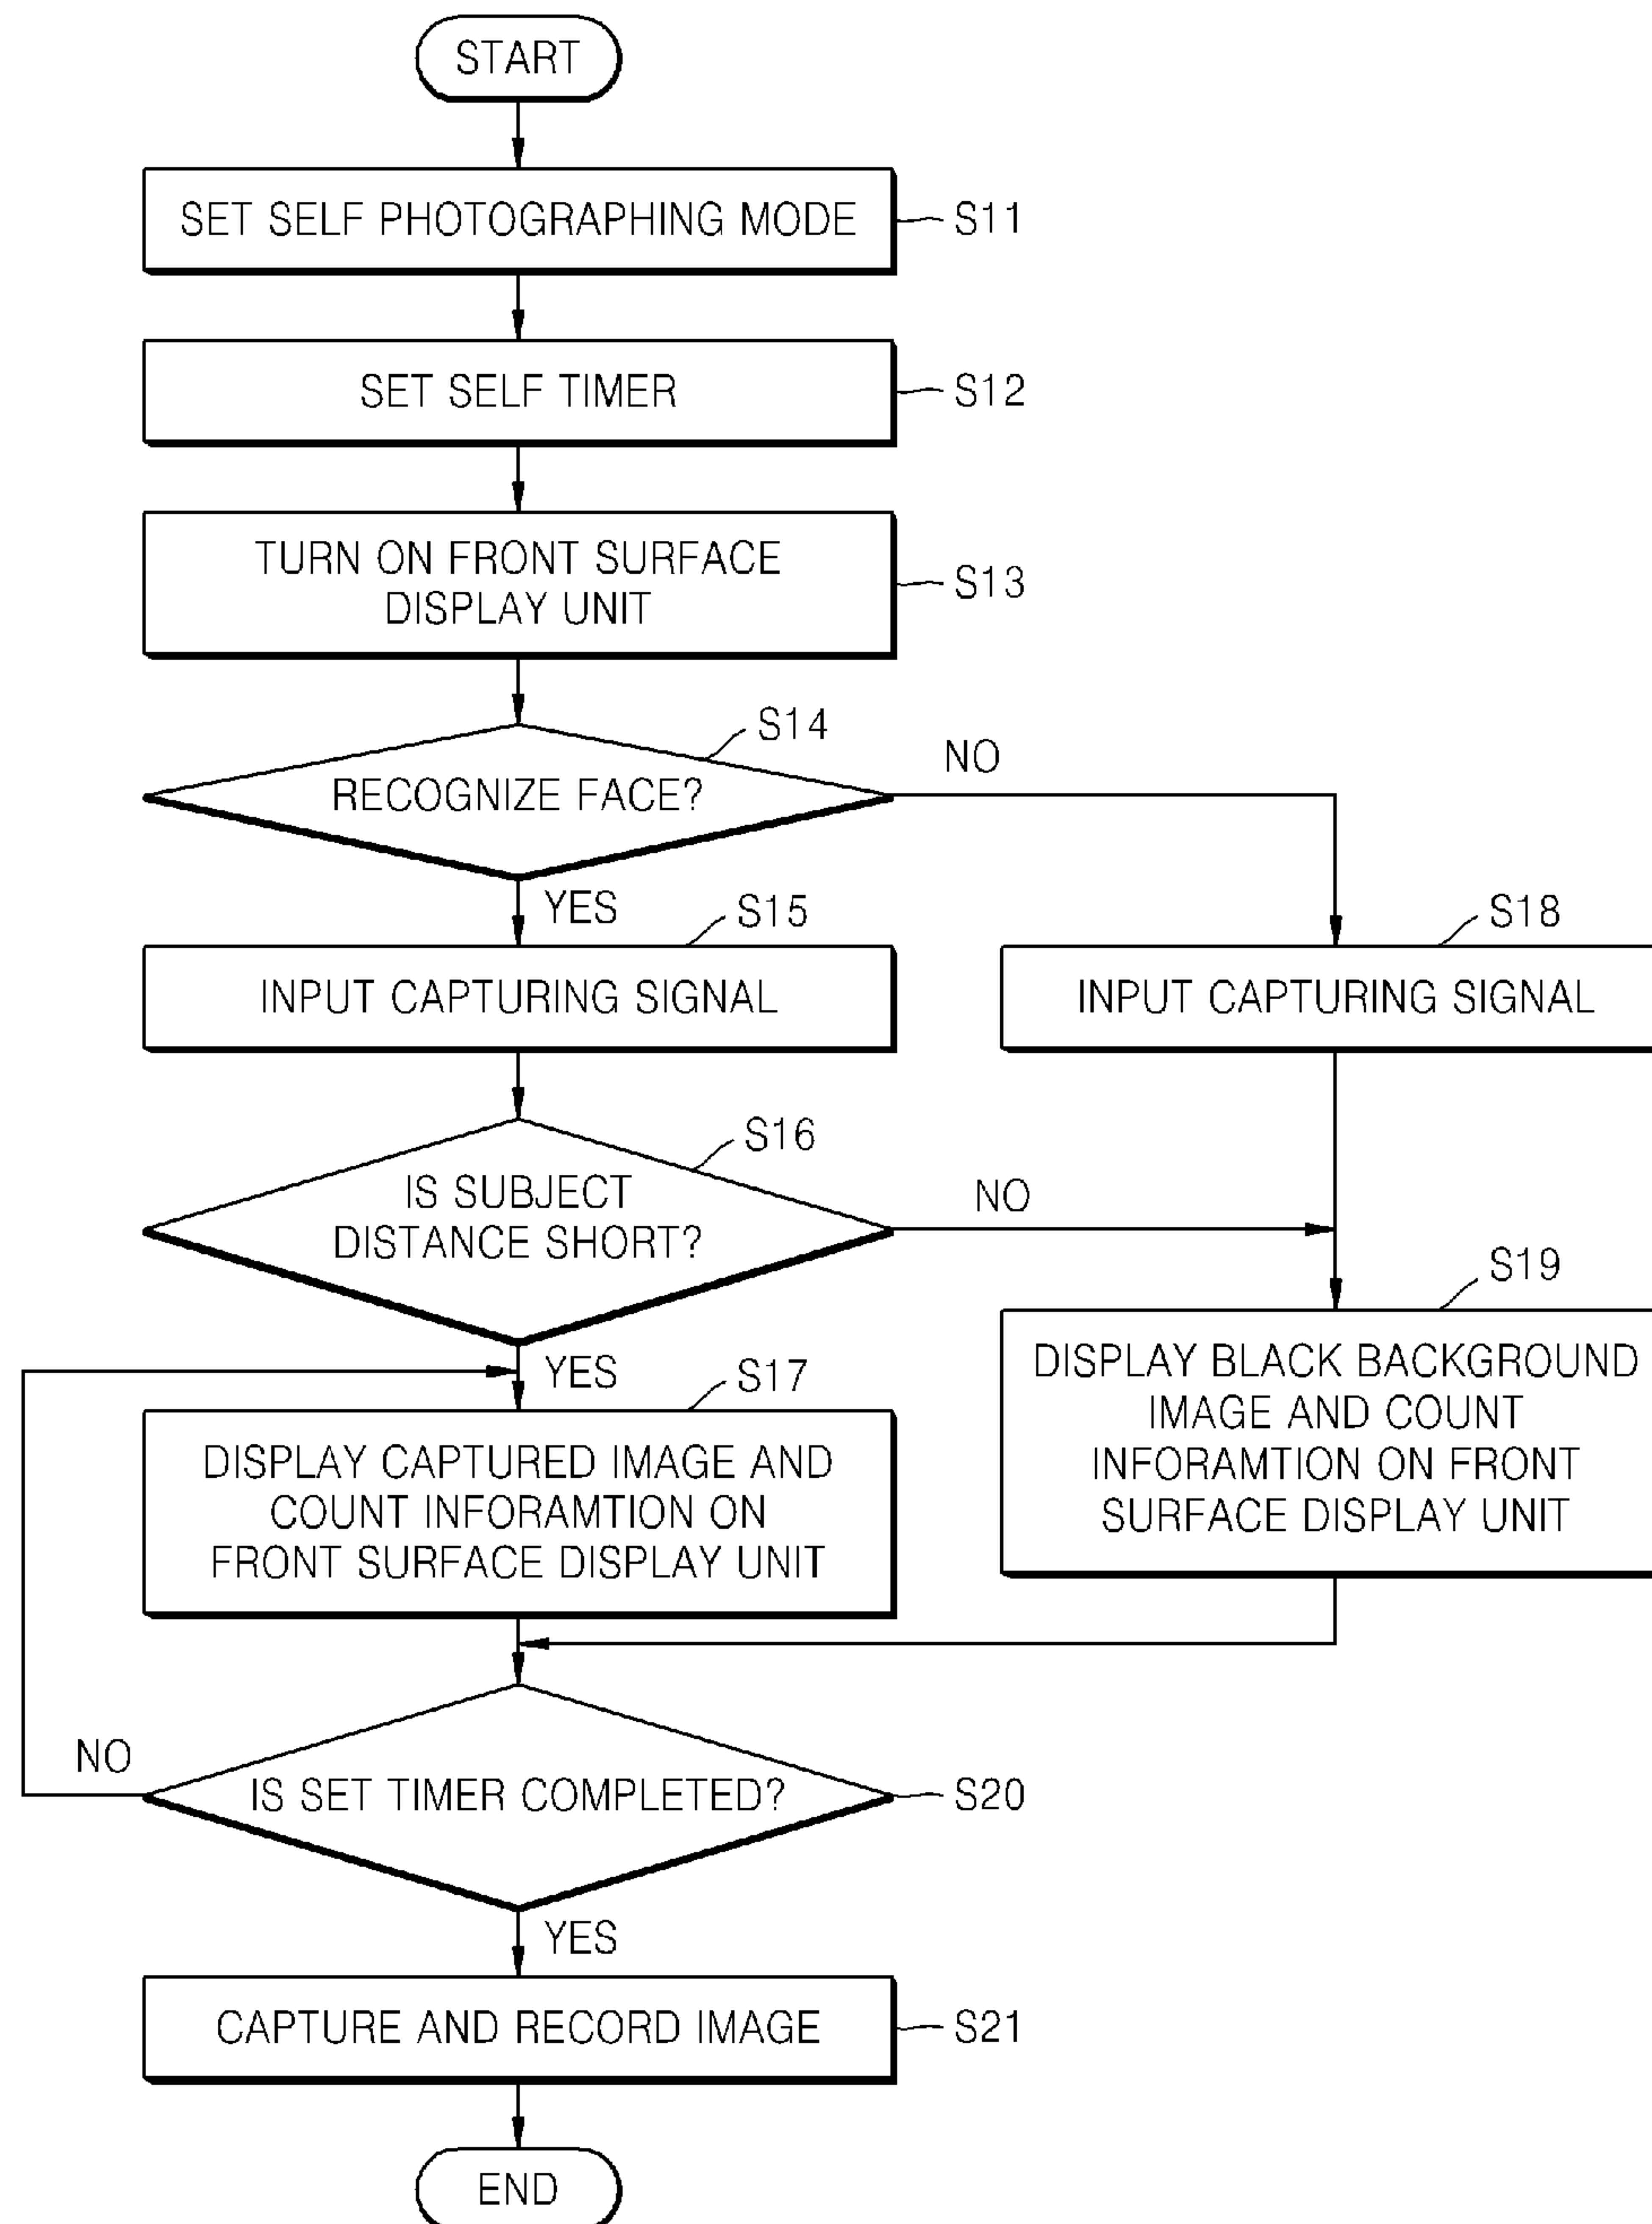 START
SET SELF PHOTOGRAPHING MODE
S11
SET SELF TIMER
S12
TURN ON FRONT SURFACE
DISPLAY UNIT
S13
S14
RECOGNIZE FACE?
NO
YES
S15
INPUT CAPTURING SIGNAL
S18
INPUT CAPTURING SIGNAL
S16
IS SUBJECT
DISTANCE SHORT?
NO
YES
S17
DISPLAY CAPTURED IMAGE AND
COUNT INFORAMTION ON
FRONT SURFACE DISPLAY UNIT
S19
DISPLAY BLACK BACKGROUND
IMAGE AND COUNT
INFORAMTION ON FRONT
SURFACE DISPLAY UNIT
NO
IS SET TIMER COMPLETED?
S20
YES
CAPTURE AND RECORD IMAGE
S21
END